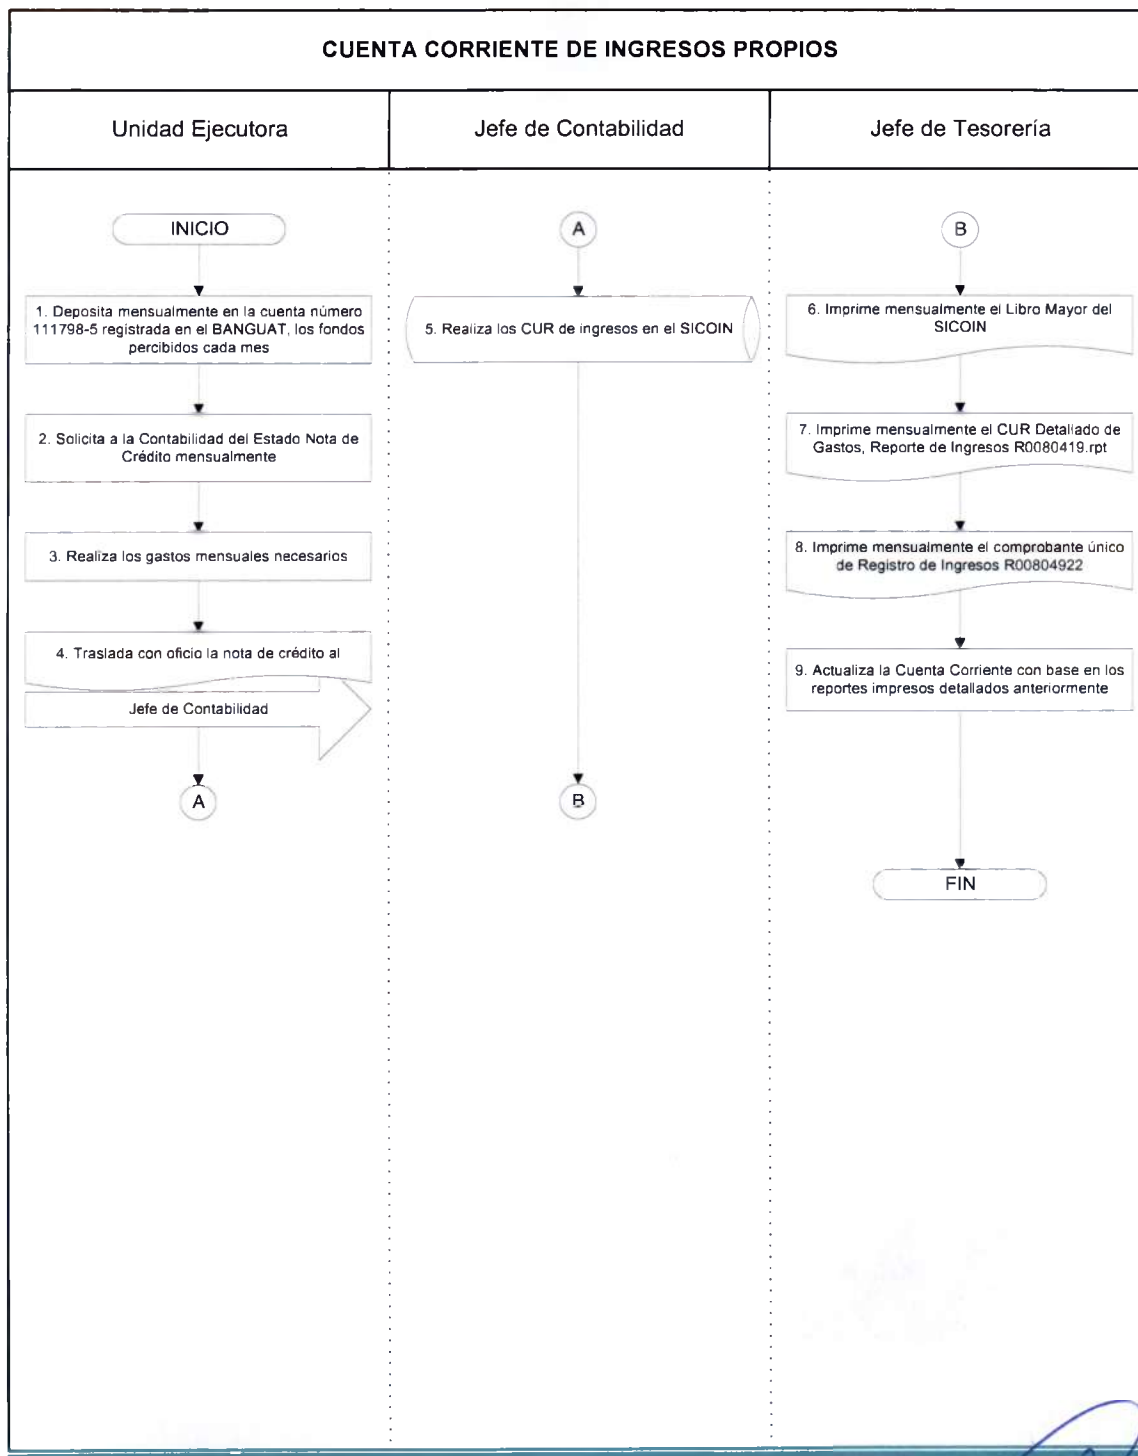 CUENTA CORRIENTE DE INGRESOS PROPIOS
Unidad Ejecutora
Jefe de Contabilidad
Jefe de Tesorería
INICIO
1. Deposita mensualmente en la cuenta número
111798-5 registrada en el BANGUAT, los fondos
percibidos cada mes
2. Solicita a la Contabilidad del Estado Nota de
Crédito mensualmente
3. Realiza los gastos mensuales necesarios
4. Traslada con oficio la nota de crédito al
Jefe de Contabilidad
A
A
5. Realiza los CUR de ingresos en el SICOIN
B
B
6. Imprime mensualmente el Libro Mayor del
SICOIN
7. Imprime mensualmente el CUR Detallado de
Gastos, Reporte de Ingresos R0080419.rpt
8. Imprime mensualmente el comprobante único
de Registro de Ingresos R00804922
9. Actualiza la Cuenta Corriente con base en los
reportes impresos detallados anteriormente
FIN